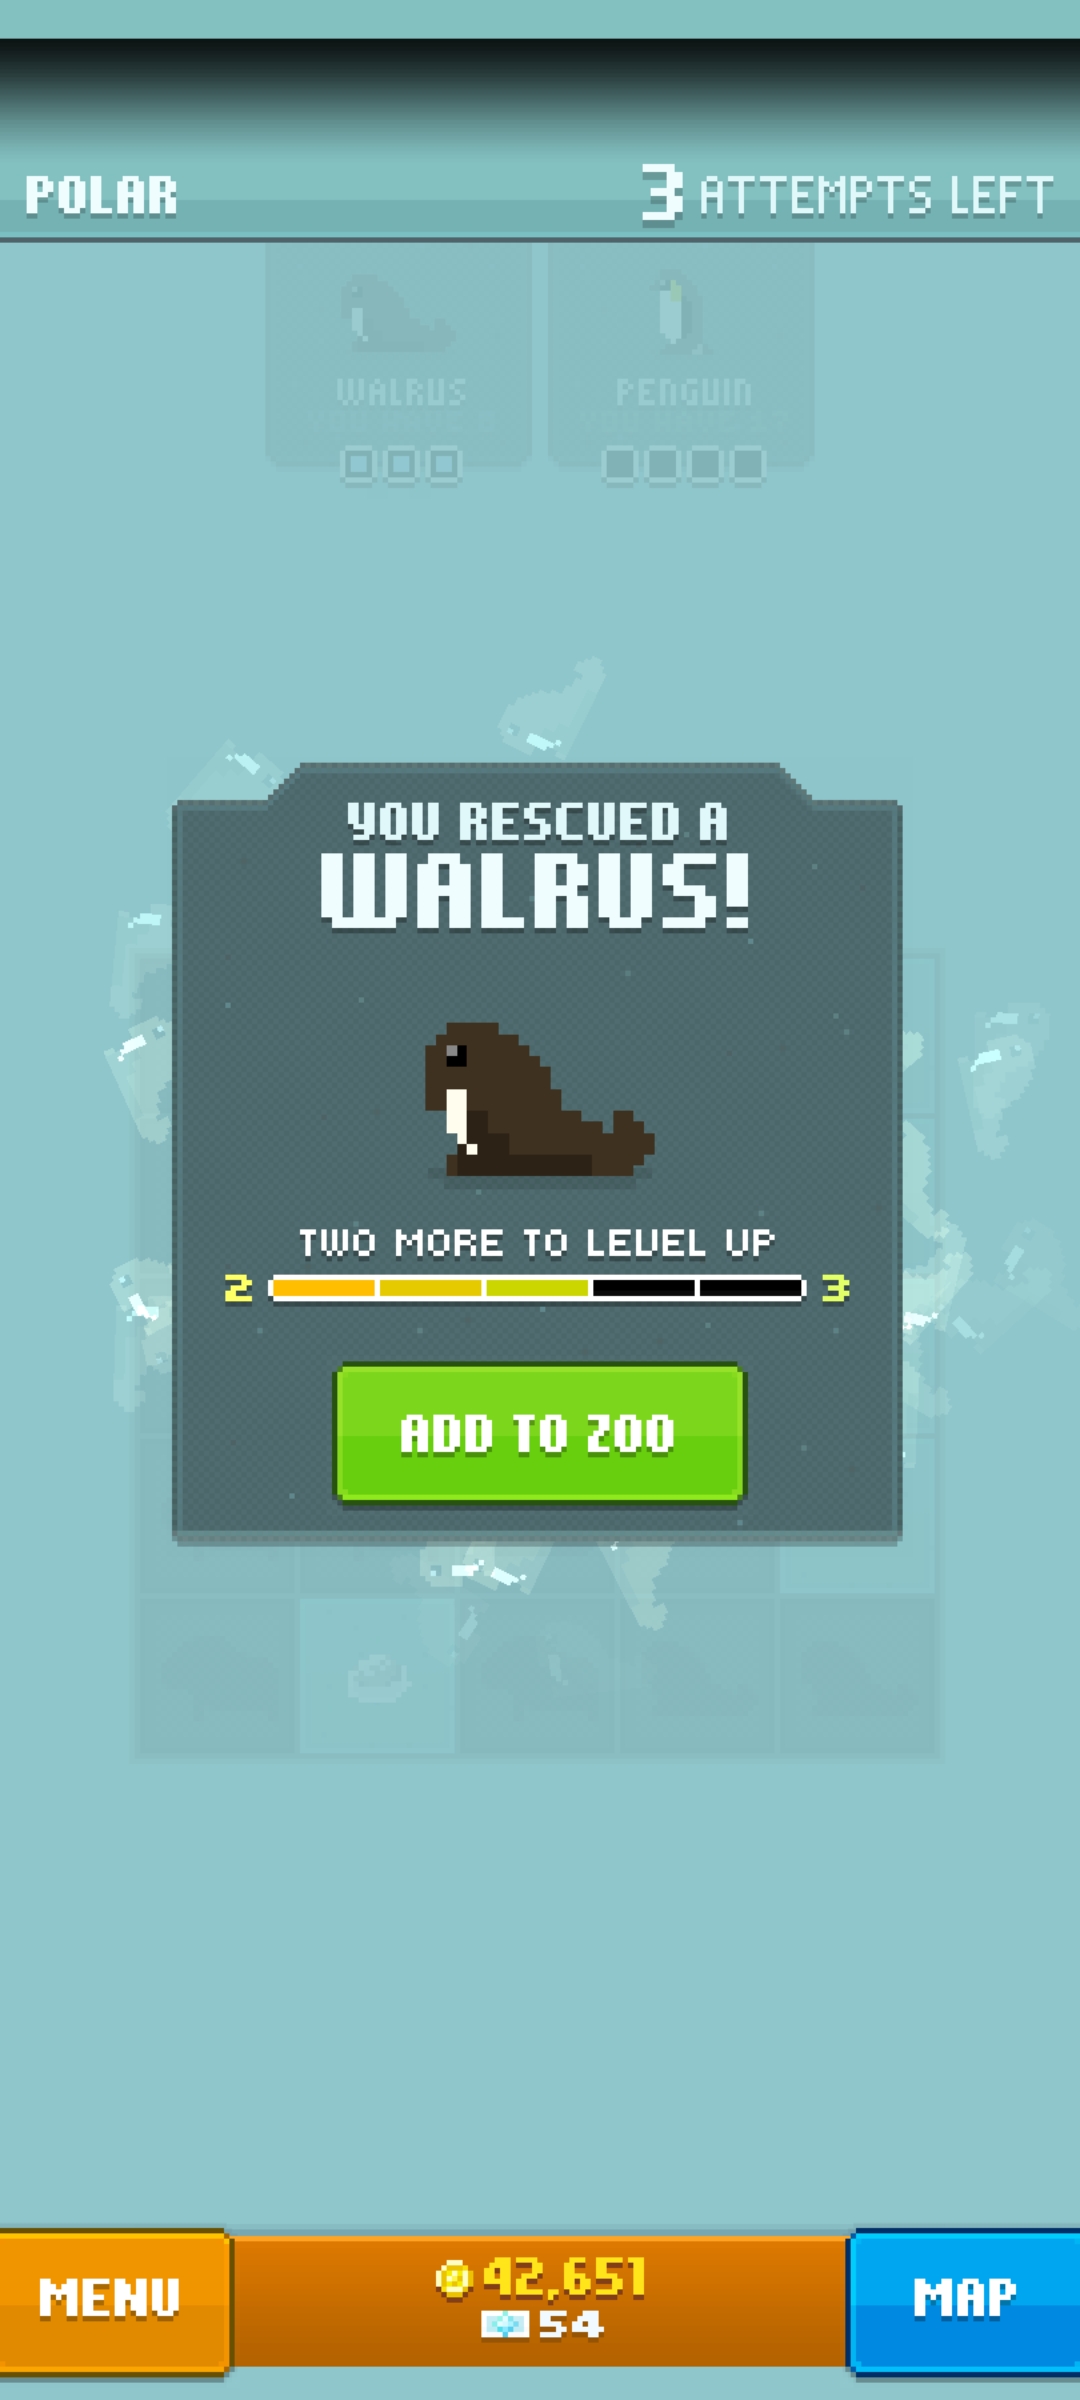 POLAR
3 ATTEMPTS LEFT
WALRUS
PENGUIN
YOU RESCUED A
WALRUS!
TWO MORE TO LEVEL UP
2
3
ADD TO ZOO
MENU
42,651
54
MAP